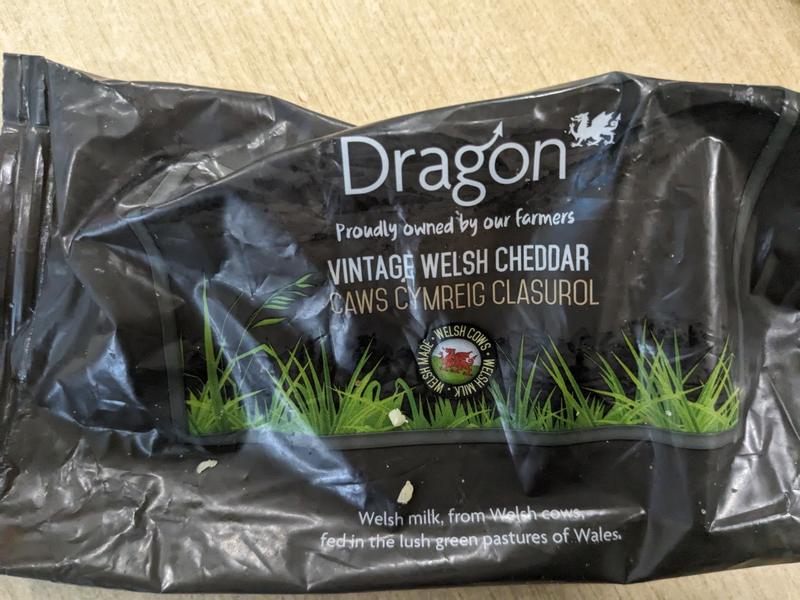 Dragon
Proudly owned by our farmers
VINTAGE WELSH CHEDDAR
CAWS CYMREIG CLASUROL
WELSH MADE • WELSH COWS • WELSH MILK •
Welsh milk, from Welsh cows,
fed in the lush green pastures of Wales.